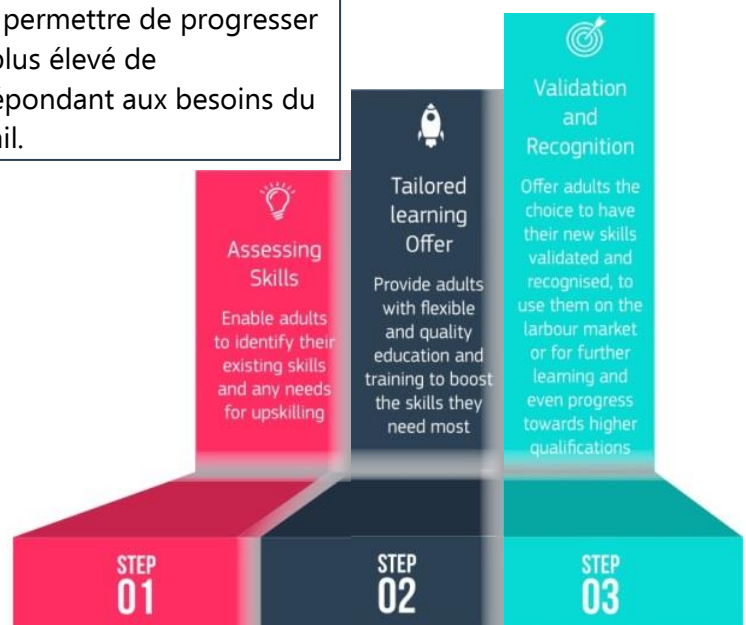 permettre de progresser
plus élevé de
épondant aux besoins du
ail.
Assessing
Skills
Enable adults
to identify their
existing skills
and any needs
for upskilling
Tailored
learning
Offer
Provide adults
with flexible
and quality
education and
training to boost
the skills they
need most
Validation
and
Recognition
Offer adults the
choice to have
their new skills
validated and
recognised, to
use them on the
larbour market
or for further
learning and
even progress
towards higher
qualifications
STEP
01
STEP
02
STEP
03